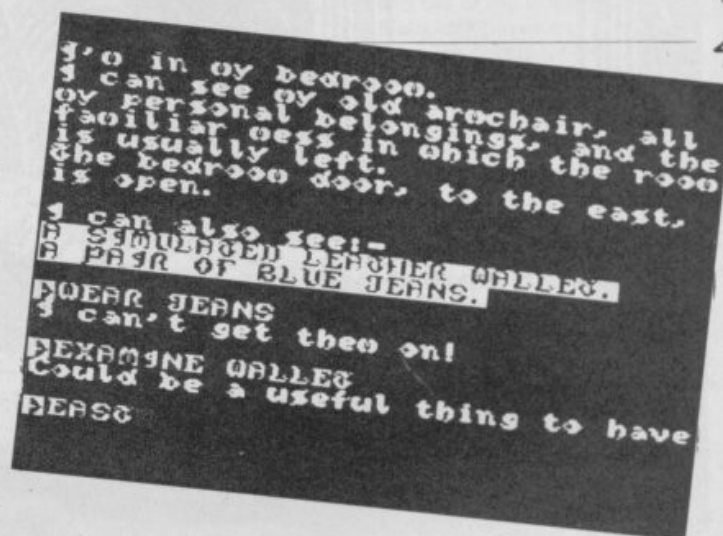 I'm in my bedroom.
I can see my old armchair, all
my personal belongings, and the
familiar mess in which the room
is usually left.
The bedroom door, to the east,
is open.
I can also see:-
A SIMULATED LEATHER WALLET.
A PAIR OF BLUE JEANS.
>WEAR JEANS
I can't get them on!
>EXAMINE WALLET
Could be a useful thing to have
>EAST